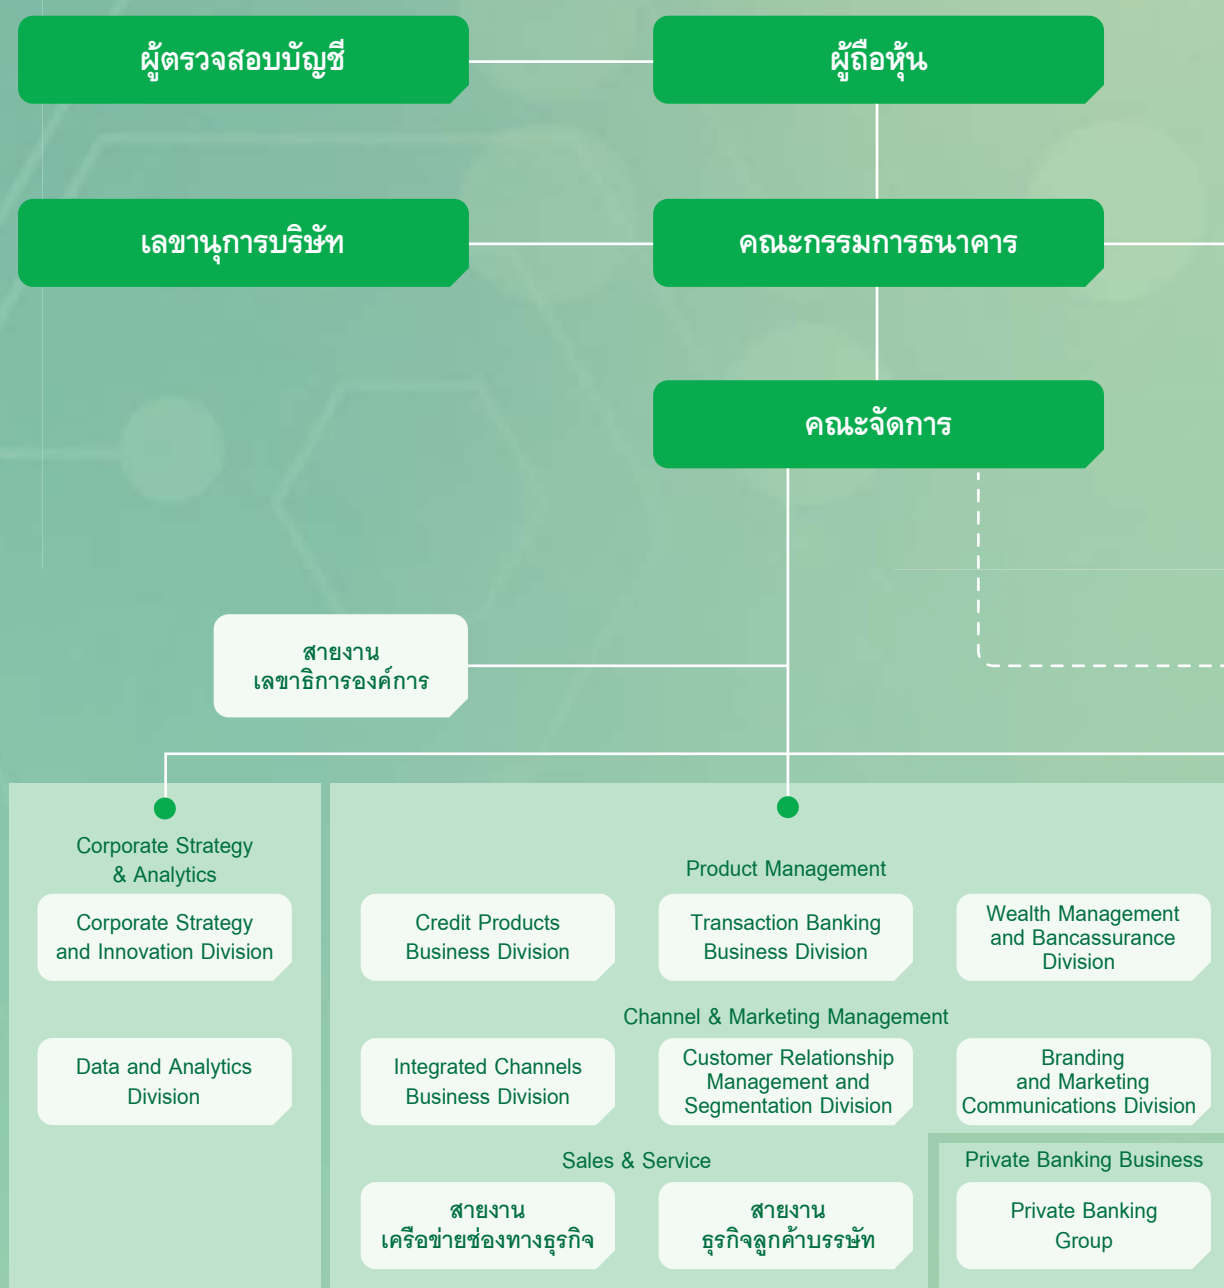 ผู้ตรวจสอบบัญชี
ผู้ถือหุ้น
เลขานุการบริษัท
คณะกรรมการธนาคาร
คณะจัดการ
สายงาน
เลขาธิการองค์การ
Corporate Strategy
& Analytics
Corporate Strategy
and Innovation Division
Data and Analytics
Division
Product Management
Credit Products
Business Division
Transaction Banking
Business Division
Wealth Management
and Bancassurance
Division
Channel & Marketing Management
Integrated Channels
Business Division
Customer Relationship
Management and
Segmentation Division
Branding
and Marketing
Communications Division
Sales & Service
สายงาน
เครือข่ายช่องทางธุรกิจ
สายงาน
ธุรกิจลูกค้าบรรษัท
Private Banking Business
Private Banking
Group